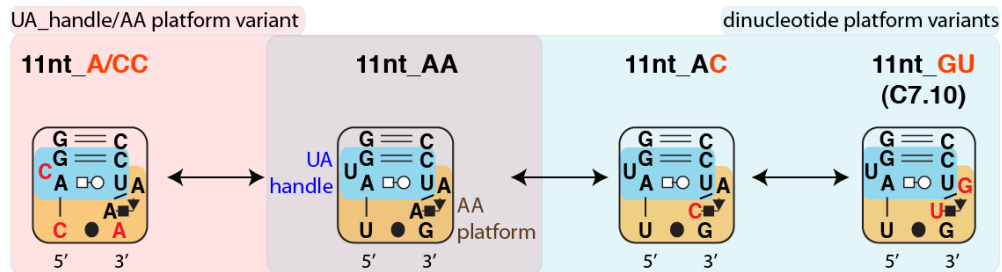 UA_handle/AA platform variant
dinucleotide platform variants
11nt_A/CC
11nt_AA
11nt_AC
11nt_GU
(C7.10)
G C
G C
C
A U A
A
C A
5' 3'
UA
handle
G C
G C
U
A U A
A
U G
AA
platform
5' 3'
G C
G C
U
A U A
C
U G
5' 3'
G C
G C
U
A U G
U
U G
5' 3'